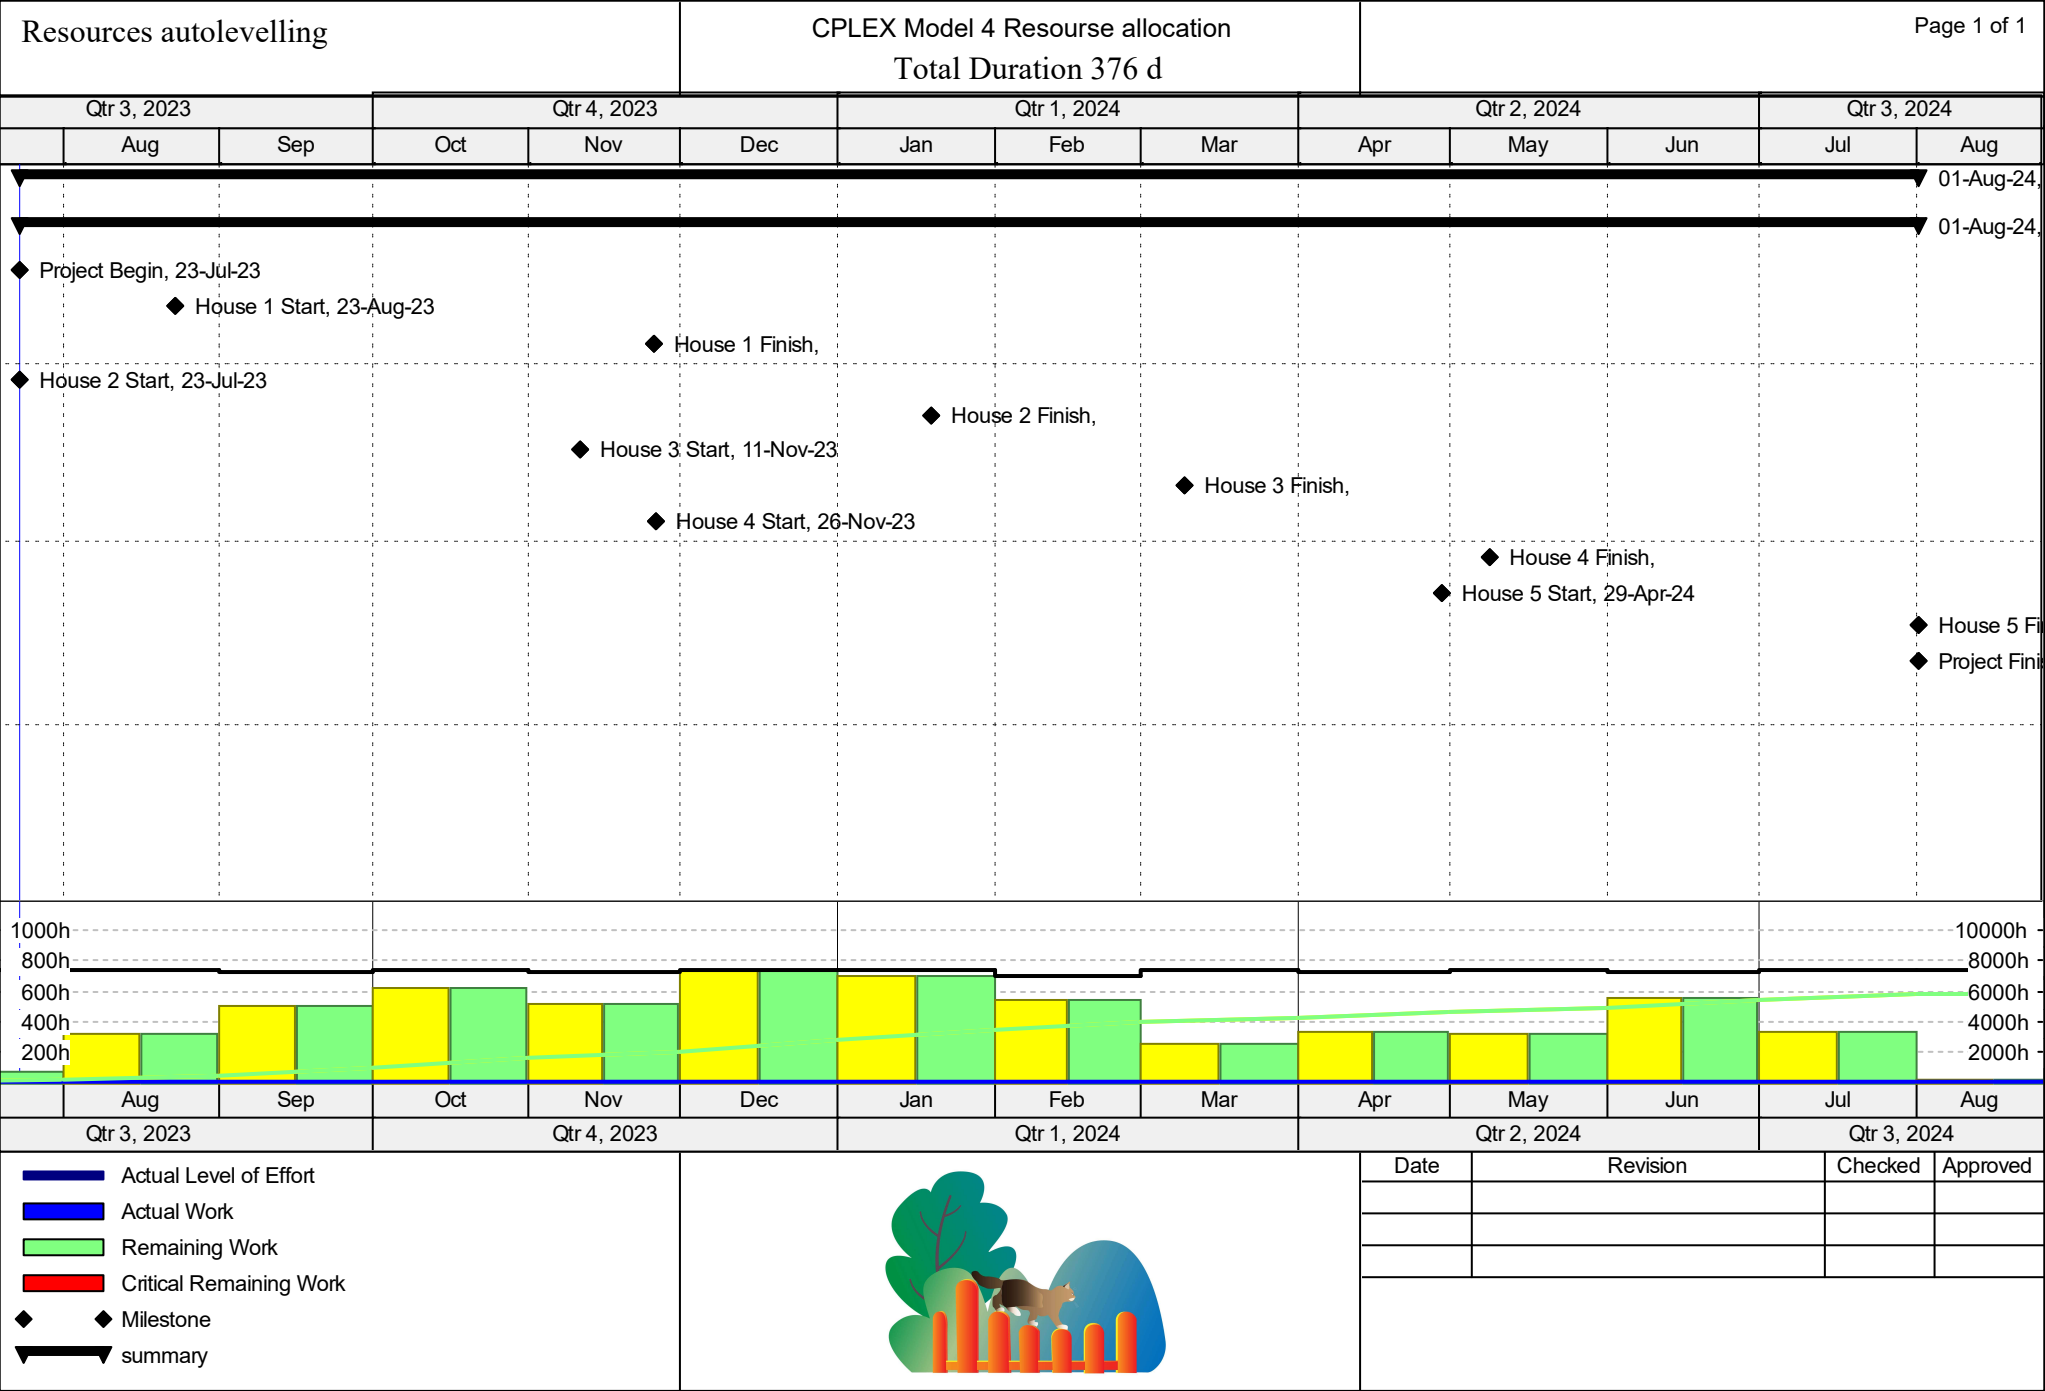 Resources autolevelling
CPLEX Model 4 Resourse allocation
Total Duration 376 d
Page 1 of 1
Qtr 3, 2023 Qtr 4, 2023 Qtr 1, 2024 Qtr 2, 2024 Qtr 3, 2024
Aug Sep Oct Nov Dec Jan Feb Mar Apr May Jun Jul Aug
01-Aug-24,
01-Aug-24,
Project Begin, 23-Jul-23
House 1 Start, 23-Aug-23
House 1 Finish,
House 2 Start, 23-Jul-23
House 2 Finish,
House 3 Start, 11-Nov-23
House 3 Finish,
House 4 Start, 26-Nov-23
House 4 Finish,
House 5 Start, 29-Apr-24
House 5 Fi
Project Fini
1000h 10000h
800h 8000h
600h 6000h
400h 4000h
200h 2000h
Aug Sep Oct Nov Dec Jan Feb Mar Apr May Jun Jul Aug
Qtr 3, 2023 Qtr 4, 2023 Qtr 1, 2024 Qtr 2, 2024 Qtr 3, 2024
Actual Level of Effort
Actual Work
Remaining Work
Critical Remaining Work
Milestone
summary
Date Revision Checked Approved